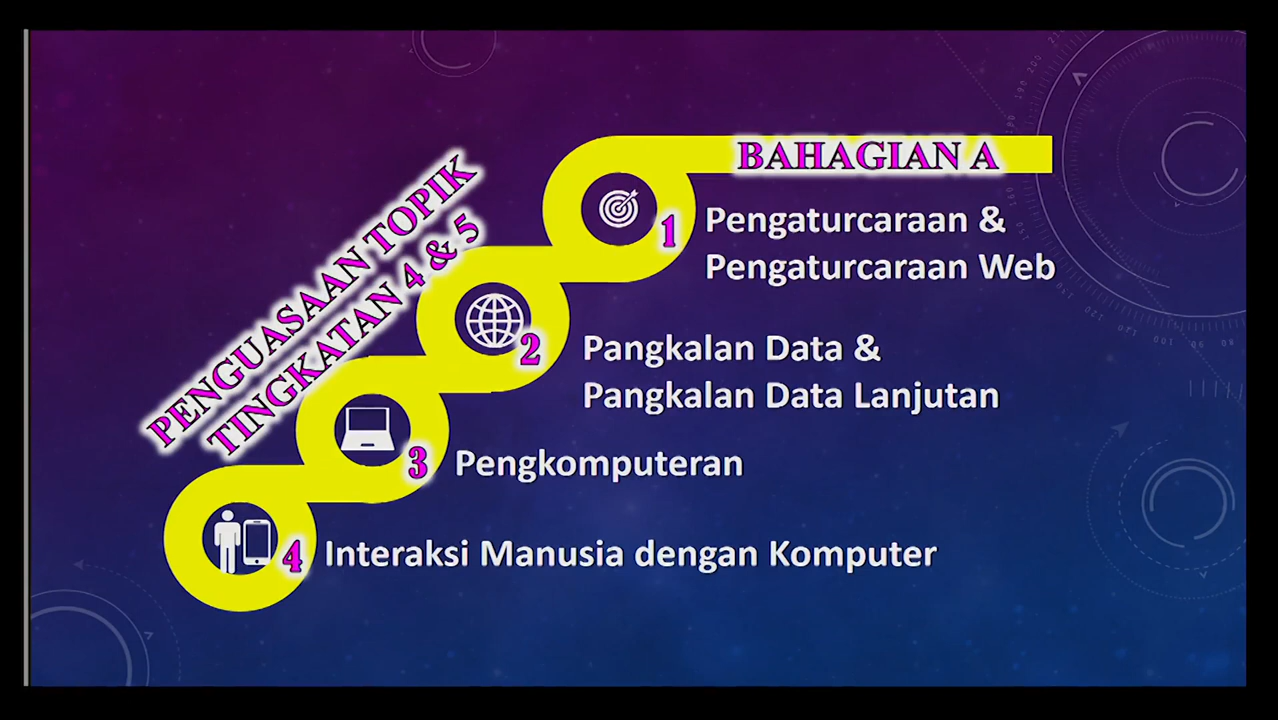 PENGUASAAN TOPIK
TINGKATAN 4 & 5
BAHAGIAN A
1
Pengaturcaraan &
Pengaturcaraan Web
2
Pangkalan Data &
Pangkalan Data Lanjutan
3
Pengkomputeran
4
Interaksi Manusia dengan Komputer